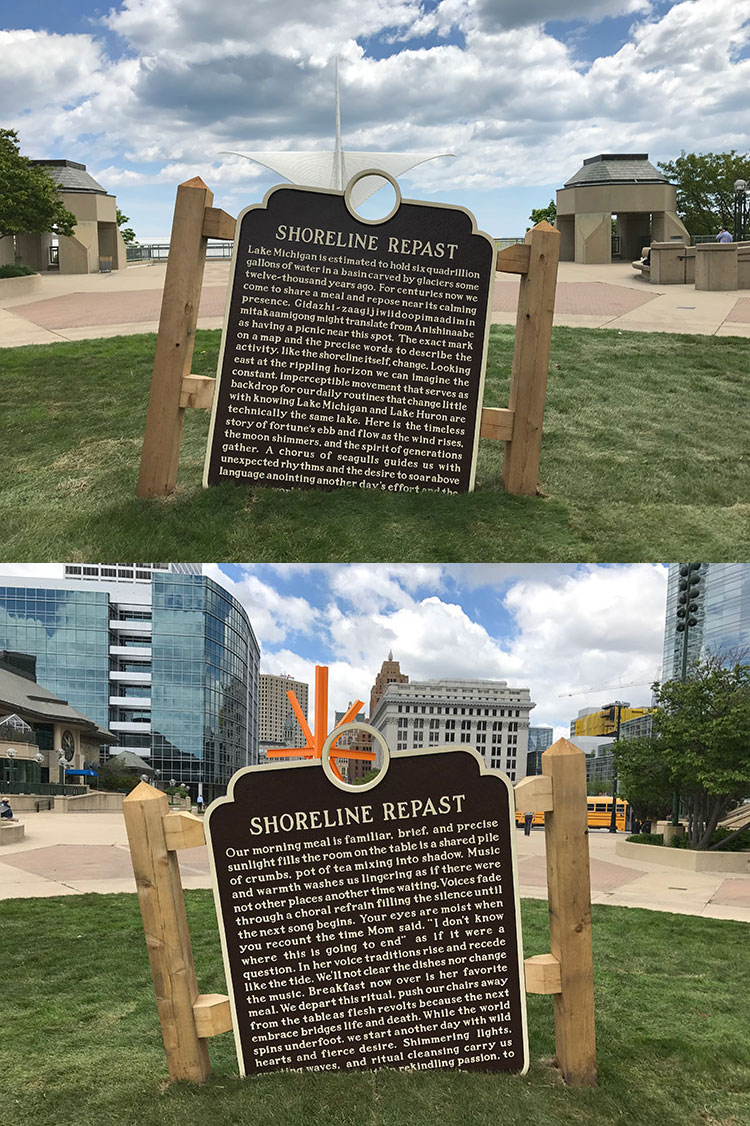 SHORELINE REPAST
Lake Michigan is estimated to hold six quadrillion
gallons of water in a basin carved by glaciers some
twelve-thousand years ago. For centuries now we
come to share a meal and repose near its calming
presence. Gidazhi-zaagijiwiidoopimaadimin
mitakaamigong might translate from Anishinaabe
as having a picnic near this spot. The exact mark
on a map and the precise words to describe the
activity, like the shoreline itself, change. Looking
east at the rippling horizon we can imagine the
constant, imperceptible movement that serves as
backdrop for our daily routines that change little
with knowing Lake Michigan and Lake Huron are
technically the same lake. Here is the timeless
story of fortune's ebb and flow as the wind rises,
the moon shimmers, and the spirit of generations
gather. A chorus of seagulls guides us with
unexpected rhythms and the desire to soar above
language anointing another day's effort and the
SHORELINE REPAST
Our morning meal is familiar, brief, and precise
sunlight fills the room on the table is a shared pile
of crumbs, pot of tea mixing into shadow. Music
and warmth washes us lingering as if there were
not other places another time waiting. Voices fade
through a choral refrain filling the silence until
the next song begins. Your eyes are moist when
you recount the time Mom said, "I don't know
where this is going to end" as if it were a
question. In her voice traditions rise and recede
like the tide. We'll not clear the dishes nor change
the music. Breakfast now over is her favorite
meal. We depart this ritual, push our chairs away
from the table as flesh revolts because the next
embrace bridges life and death. While the world
spins underfoot, we start another day with wild
hearts and fierce desire. Shimmering lights,
waves, and ritual cleansing carry us
rekindling passion, to